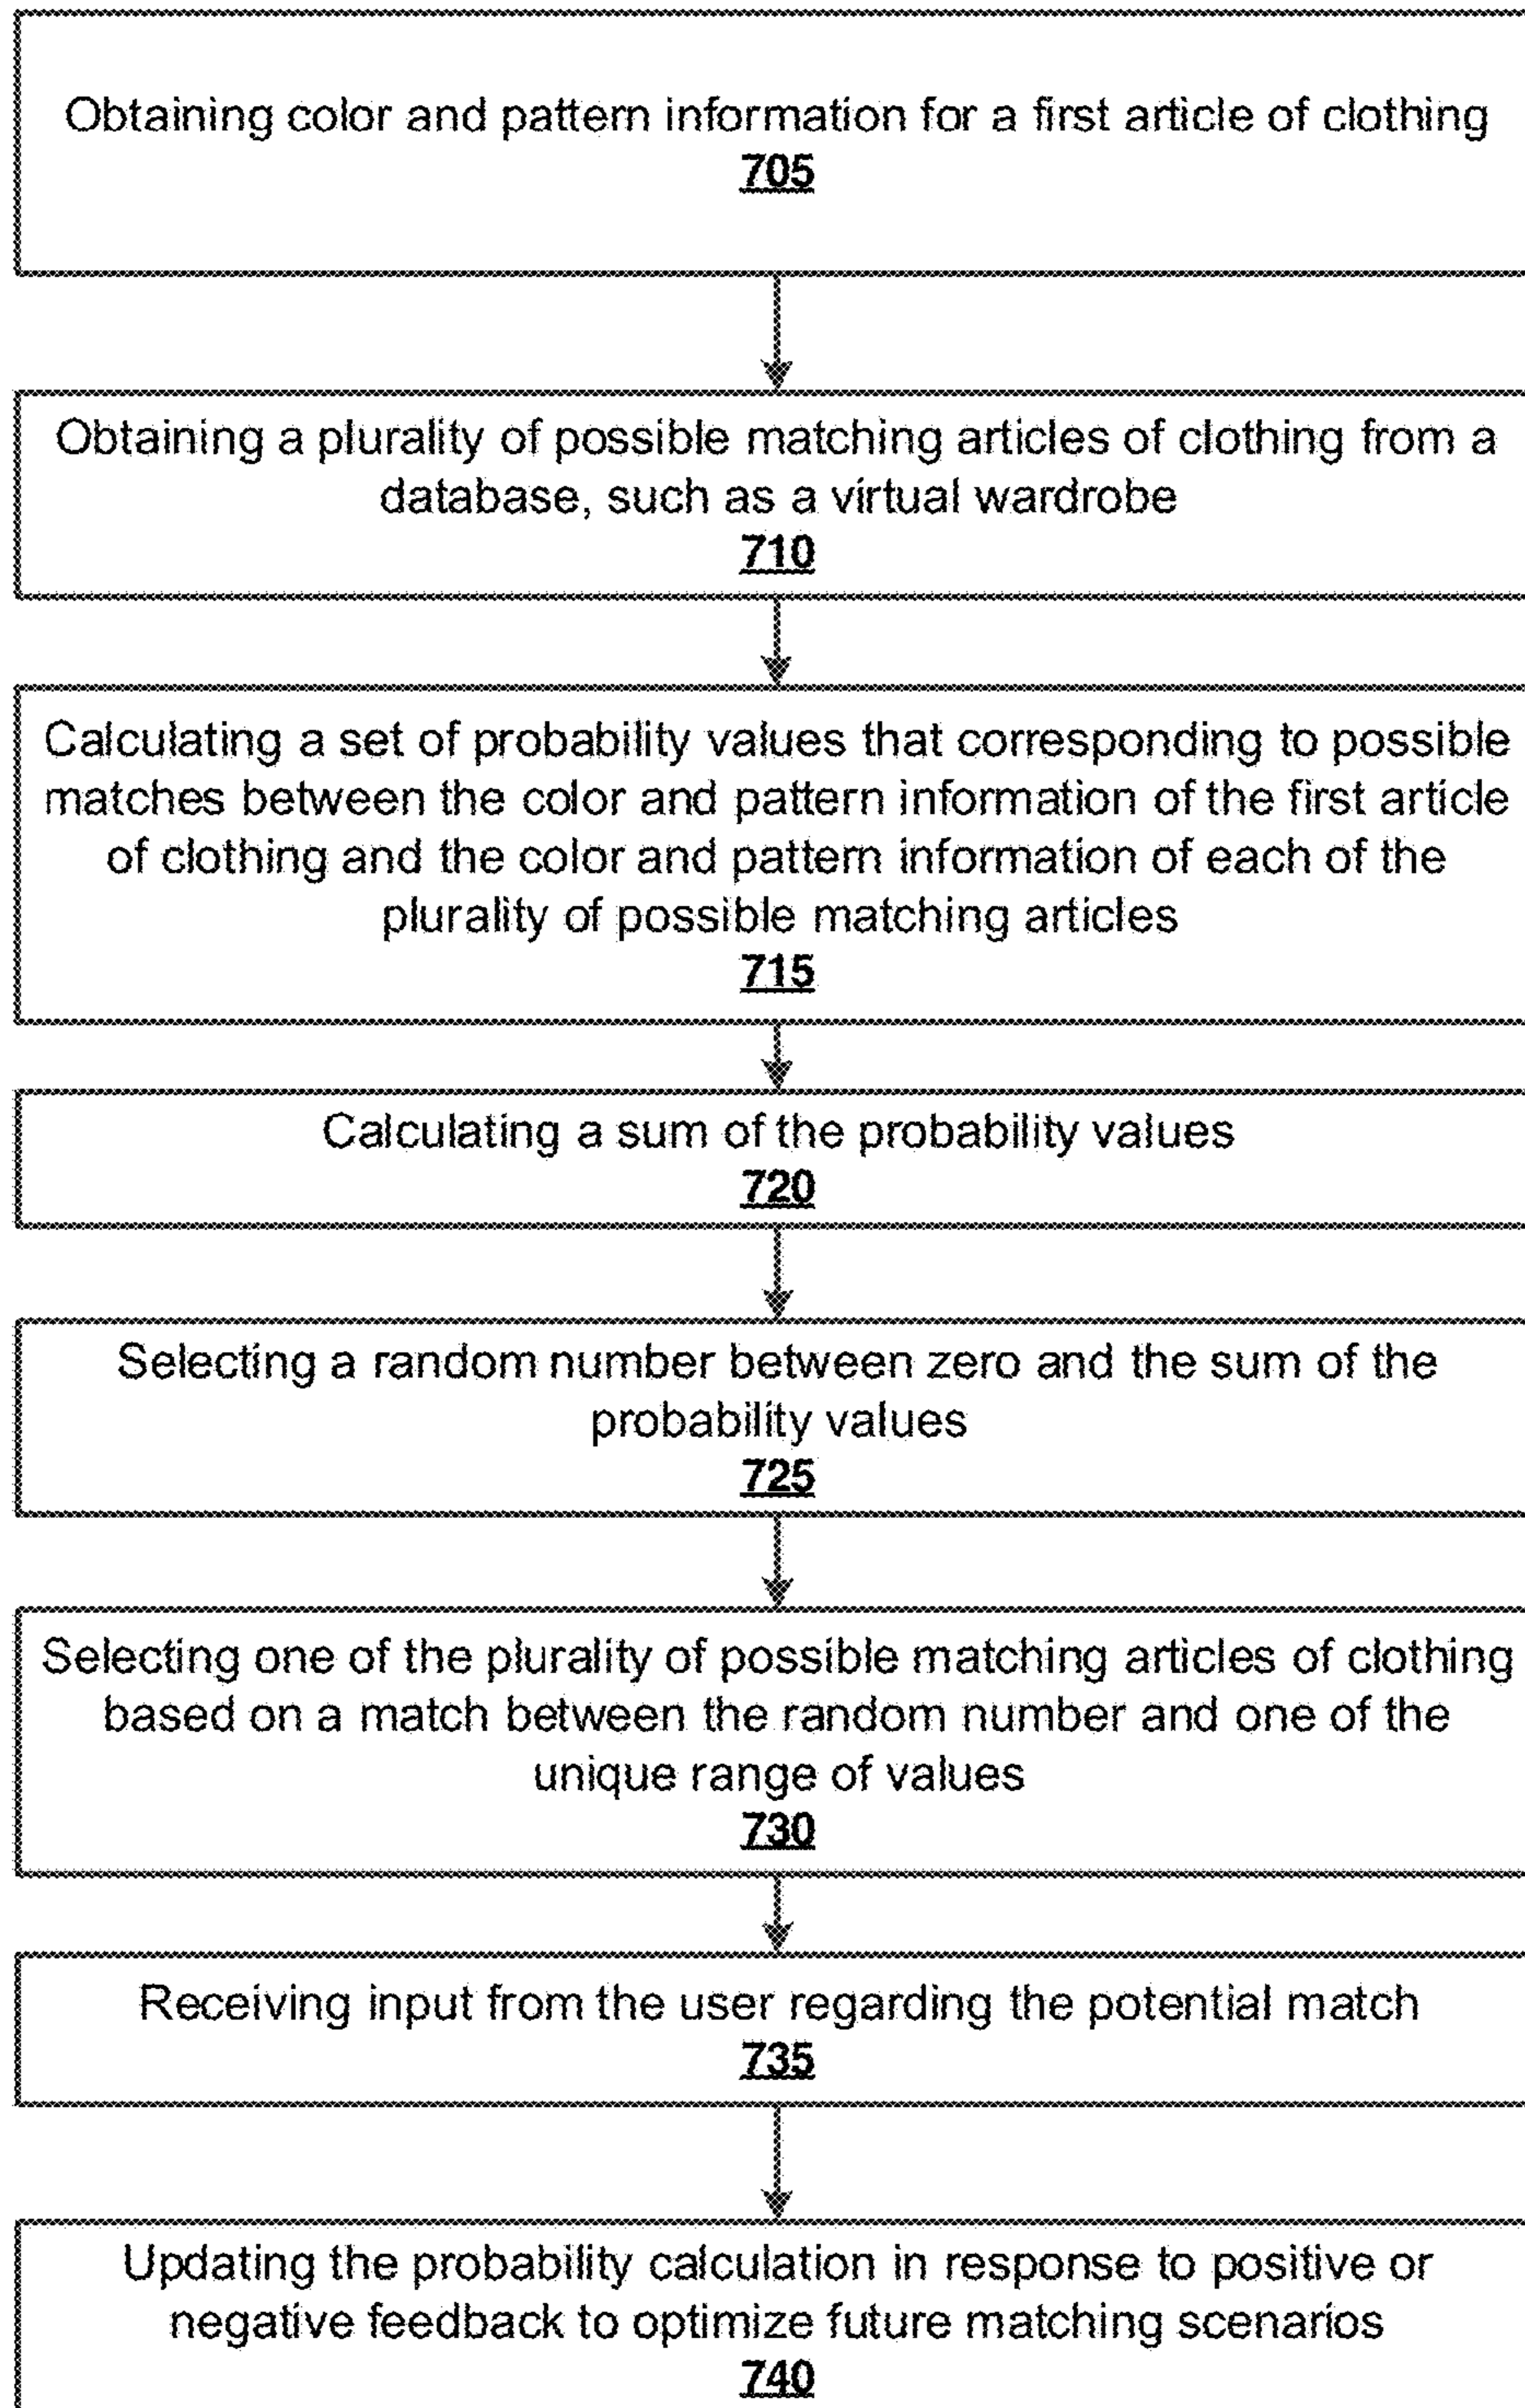 Obtaining color and pattern information for a first article of clothing
705
Obtaining a plurality of possible matching articles of clothing from a
database, such as a virtual wardrobe
710
Calculating a set of probability values that corresponding to possible
matches between the color and pattern information of the first article
of clothing and the color and pattern information of each of the
plurality of possible matching articles
715
Calculating a sum of the probability values
720
Selecting a random number between zero and the sum of the
probability values
725
Selecting one of the plurality of possible matching articles of clothing
based on a match between the random number and one of the
unique range of values
730
Receiving input from the user regarding the potential match
735
Updating the probability calculation in response to positive or
negative feedback to optimize future matching scenarios
740